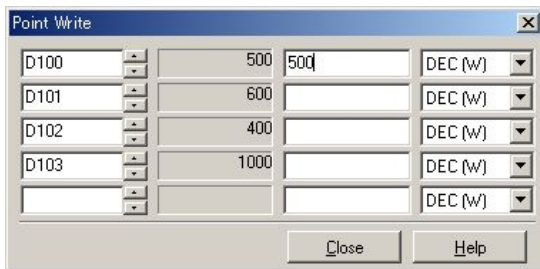 Point Write
D100 500 500 DEC (W)
D101 600 DEC (W)
D102 400 DEC (W)
D103 1000 DEC (W)
DEC (W)
Close Help